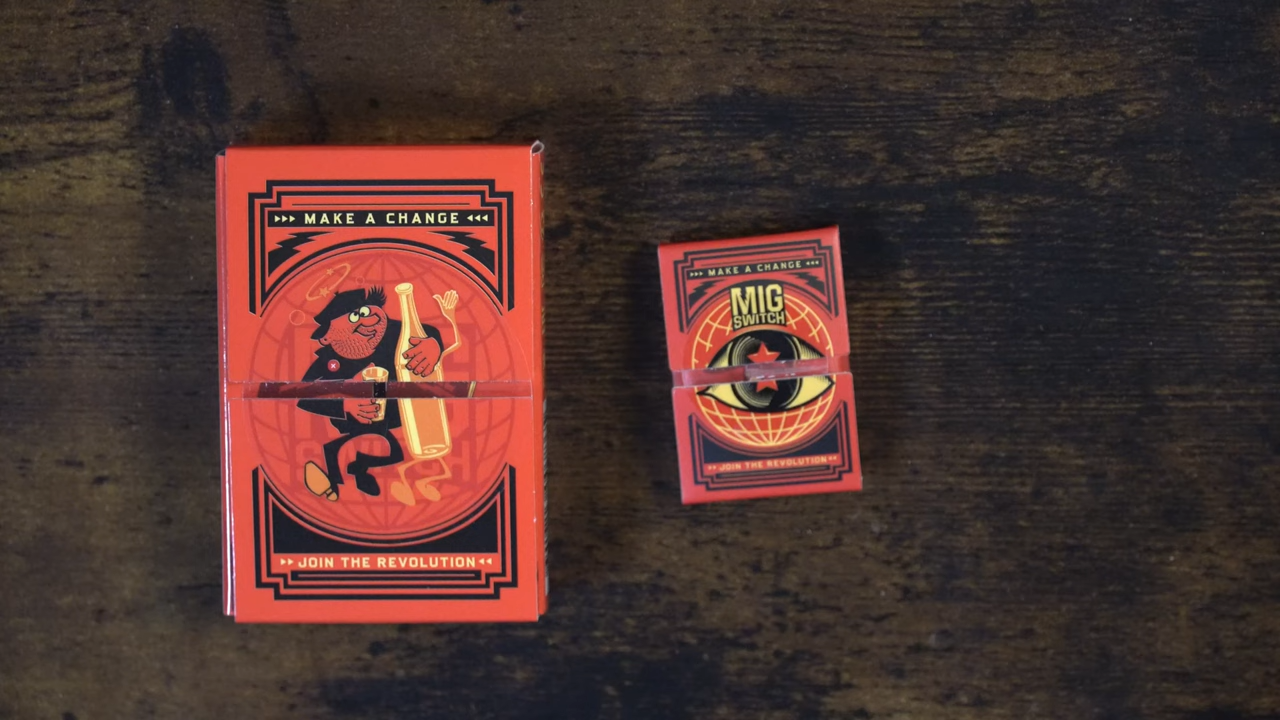 ▸▸▸ MAKE A CHANGE ◂◂◂
▸▸ JOIN THE REVOLUTION ◂◂
▸▸▸ MAKE A CHANGE ◂◂◂
MIG
SWITCH
▸▸ JOIN THE REVOLUTION ◂◂